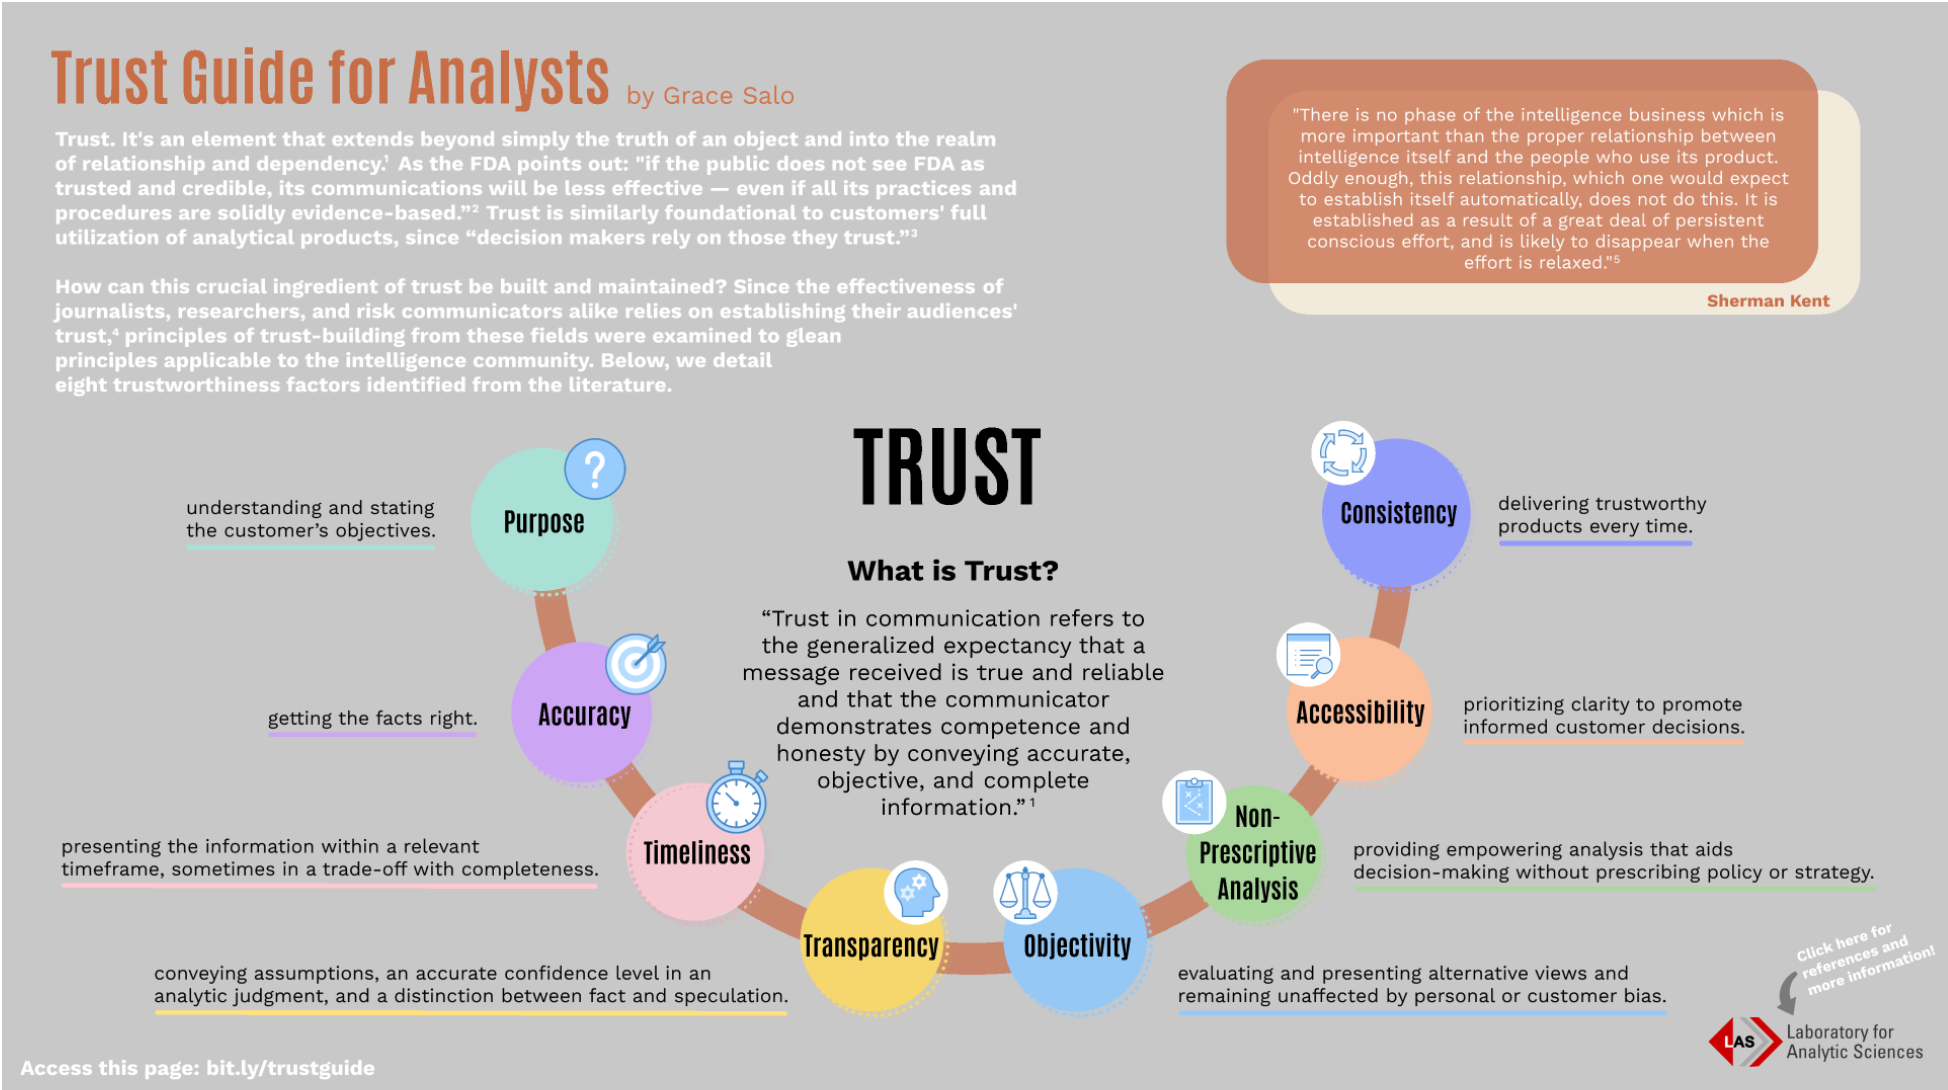 Trust Guide for Analysts by Grace Salo
Trust. It's an element that extends beyond simply the truth of an object and into the realm
of relationship and dependency.¹ As the FDA points out: "if the public does not see FDA as
trusted and credible, its communications will be less effective — even if all its practices and
procedures are solidly evidence-based.”² Trust is similarly foundational to customers' full
utilization of analytical products, since “decision makers rely on those they trust.”³
How can this crucial ingredient of trust be built and maintained? Since the effectiveness of
journalists, researchers, and risk communicators alike relies on establishing their audiences'
trust,⁴ principles of trust-building from these fields were examined to glean
principles applicable to the intelligence community. Below, we detail
eight trustworthiness factors identified from the literature.
"There is no phase of the intelligence business which is
more important than the proper relationship between
intelligence itself and the people who use its product.
Oddly enough, this relationship, which one would expect
to establish itself automatically, does not do this. It is
established as a result of a great deal of persistent
conscious effort, and is likely to disappear when the
effort is relaxed."⁵
Sherman Kent
TRUST
What is Trust?
“Trust in communication refers to
the generalized expectancy that a
message received is true and reliable
and that the communicator
demonstrates competence and
honesty by conveying accurate,
objective, and complete
information.” ¹
?
Purpose
understanding and stating
the customer’s objectives.
Accuracy
getting the facts right.
Timeliness
presenting the information within a relevant
timeframe, sometimes in a trade-off with completeness.
Transparency
conveying assumptions, an accurate confidence level in an
analytic judgment, and a distinction between fact and speculation.
Objectivity
evaluating and presenting alternative views and
remaining unaffected by personal or customer bias.
Non-
Prescriptive
Analysis
providing empowering analysis that aids
decision-making without prescribing policy or strategy.
Accessibility
prioritizing clarity to promote
informed customer decisions.
Consistency
delivering trustworthy
products every time.
Click here for
references and
more information!
LAS
Laboratory for
Analytic Sciences
Access this page: bit.ly/trustguide